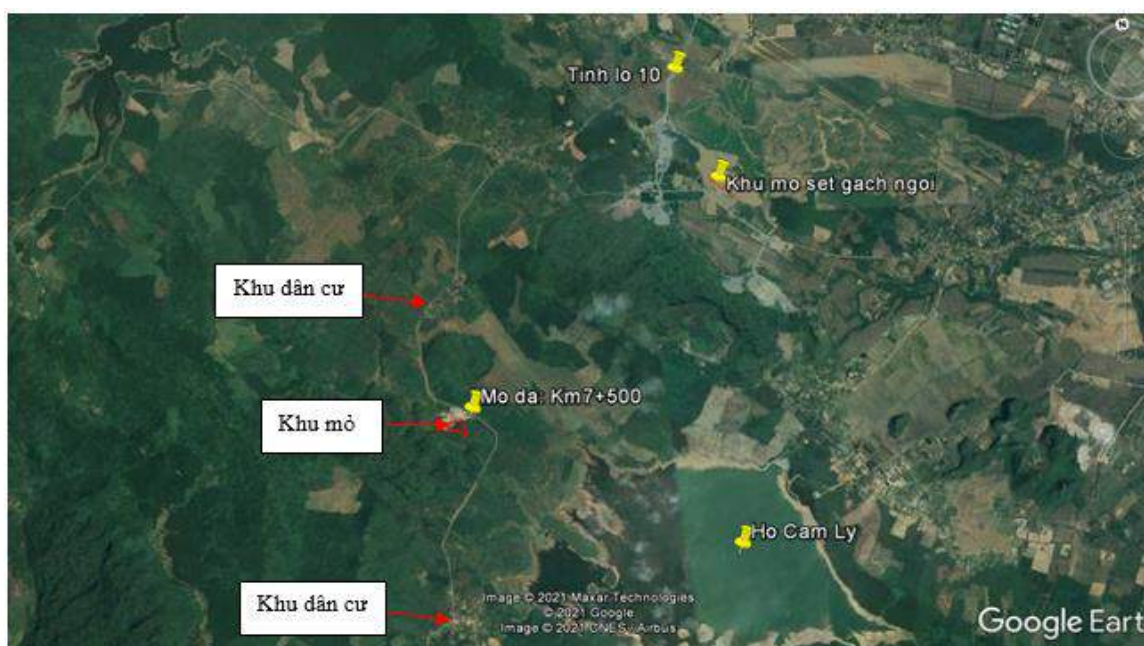 N
Tinh lo 10
Khu mo set gach ngoi
Khu dân cư
Mo da: Km7+500
Khu mỏ
Ho Cam Ly
Khu dân cư
Image © 2021 Maxar Technologies
© 2021 Google
Image © 2021 CNES / Airbus
Google Eart